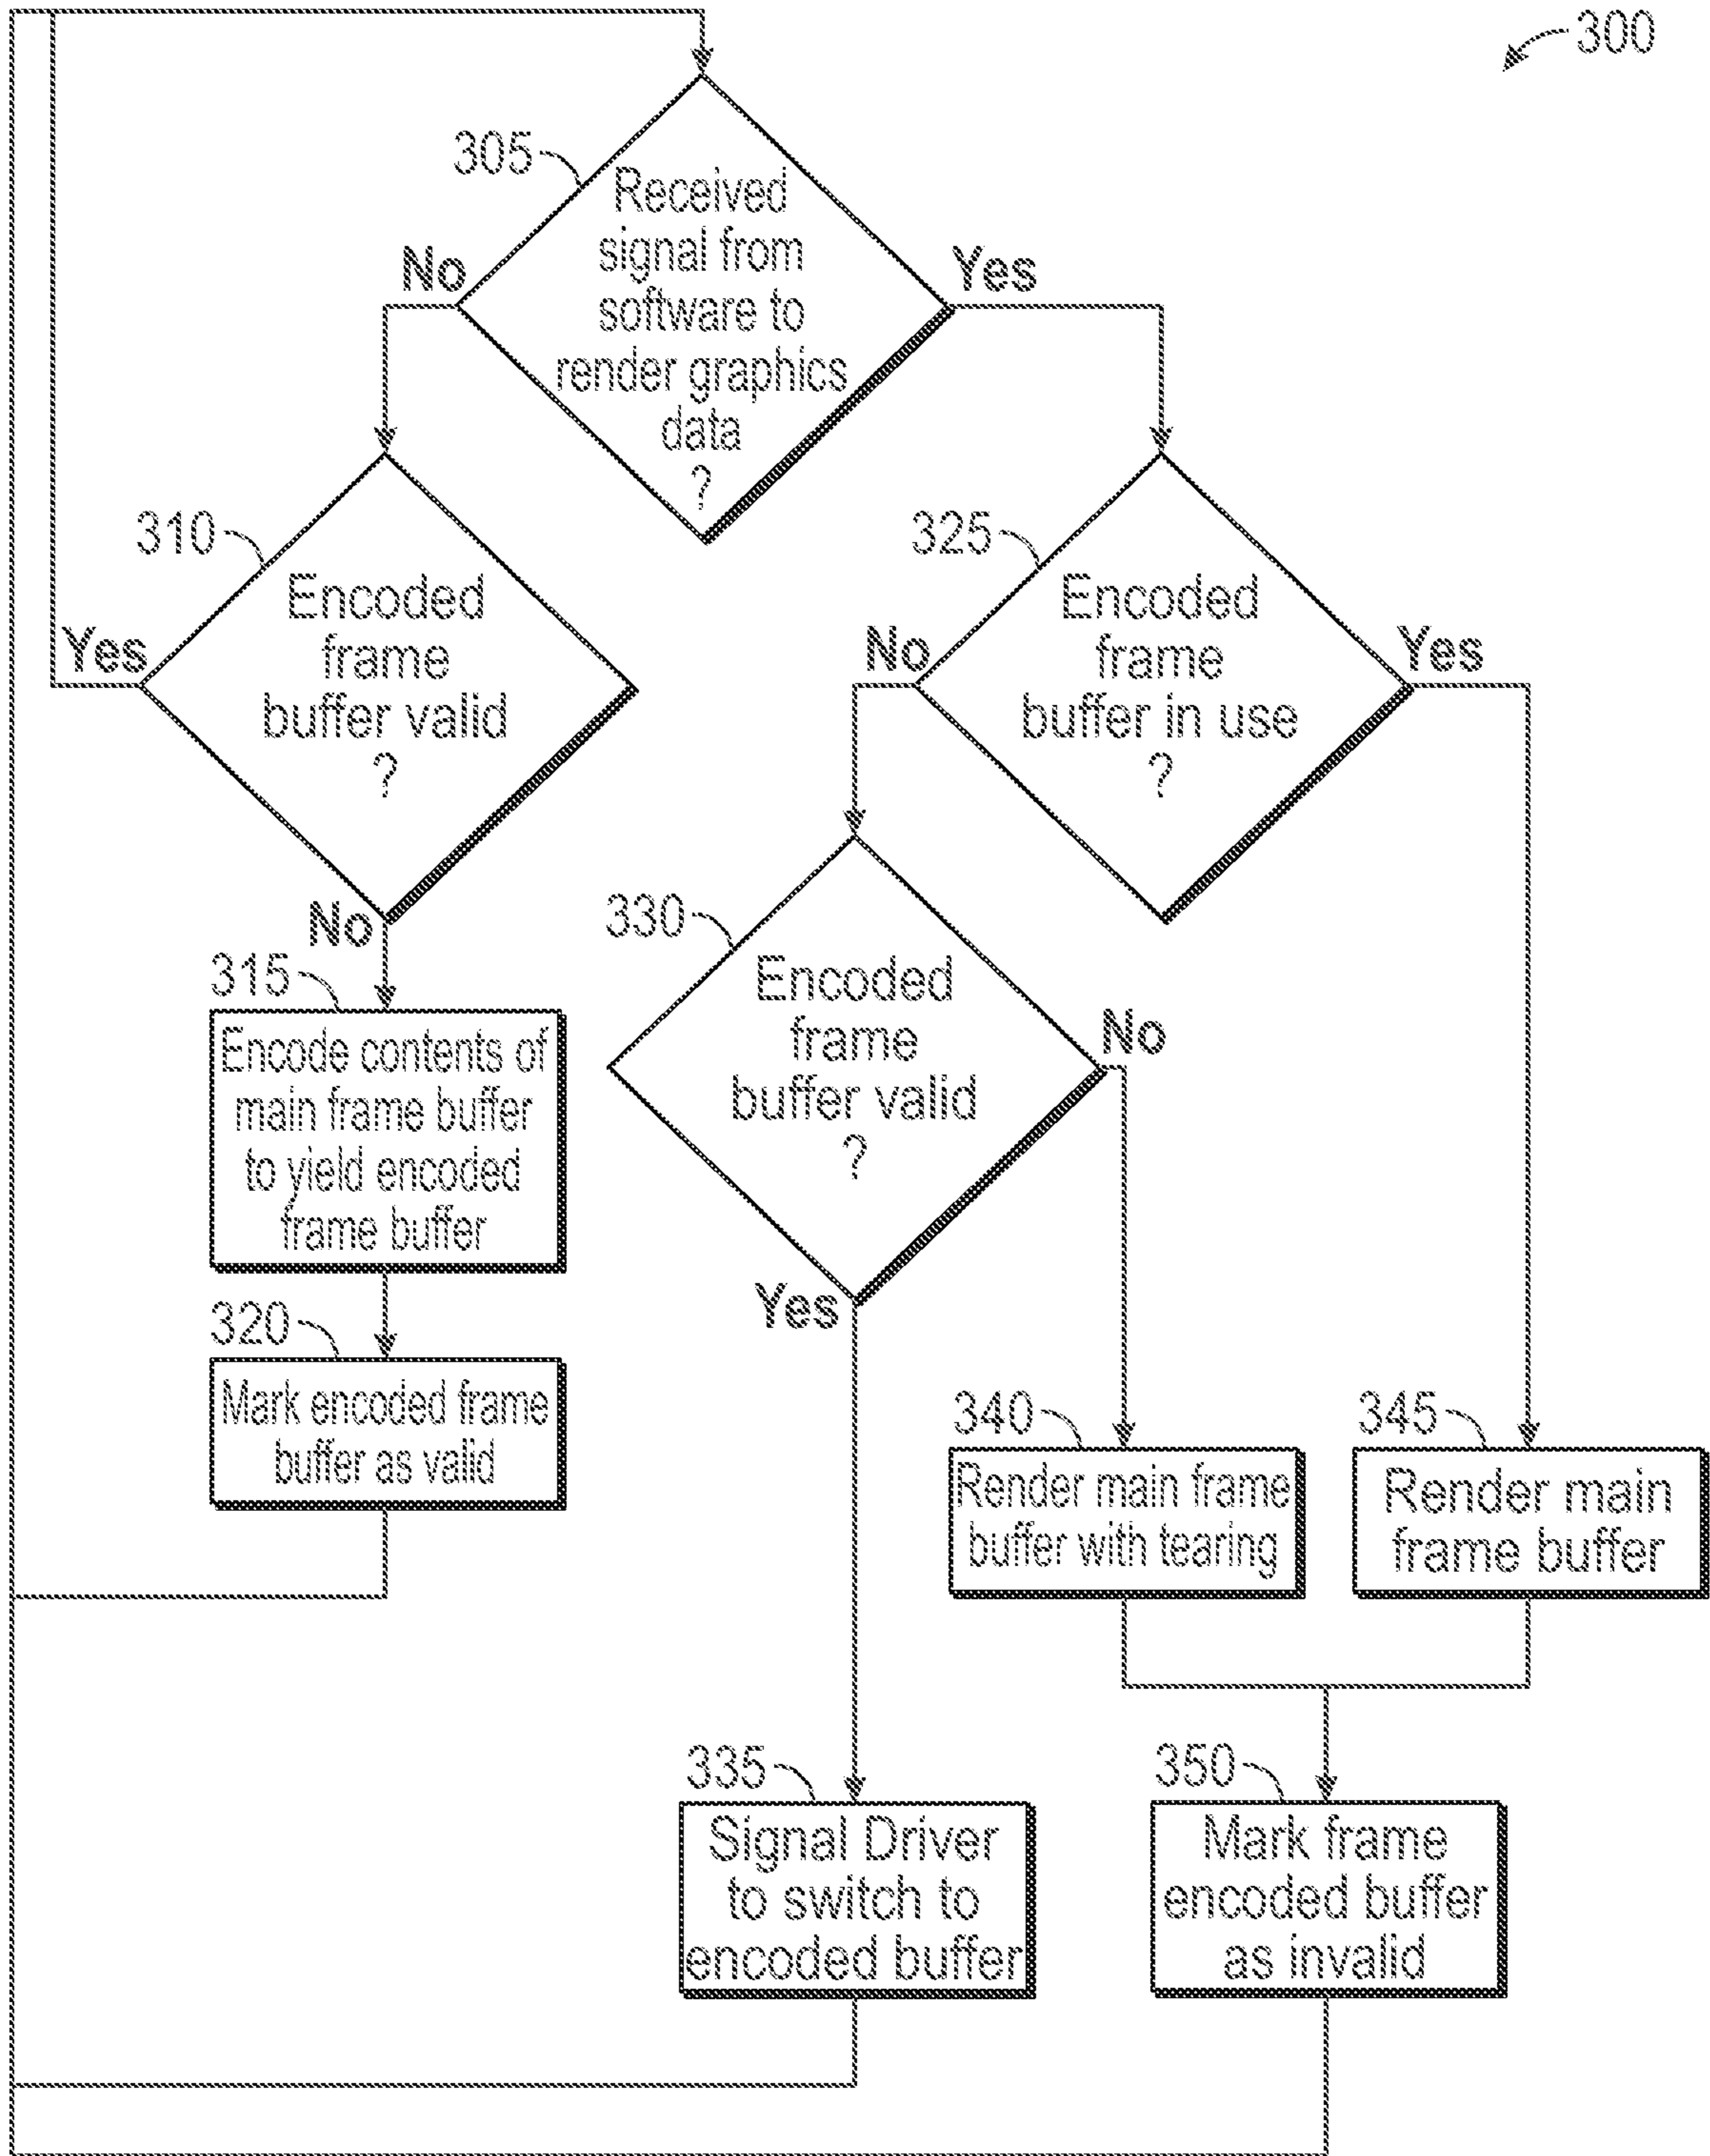 300
305
Received
signal from
software to
render graphics
data
?
No
Yes
310
Encoded
frame
buffer valid
?
Yes
No
325
Encoded
frame
buffer in use
?
No
Yes
315
Encode contents of
main frame buffer
to yield encoded
frame buffer
330
Encoded
frame
buffer valid
?
No
Yes
320
Mark encoded frame
buffer as valid
340
Render main frame
buffer with tearing
345
Render main
frame buffer
335
Signal Driver
to switch to
encoded buffer
350
Mark frame
encoded buffer
as invalid